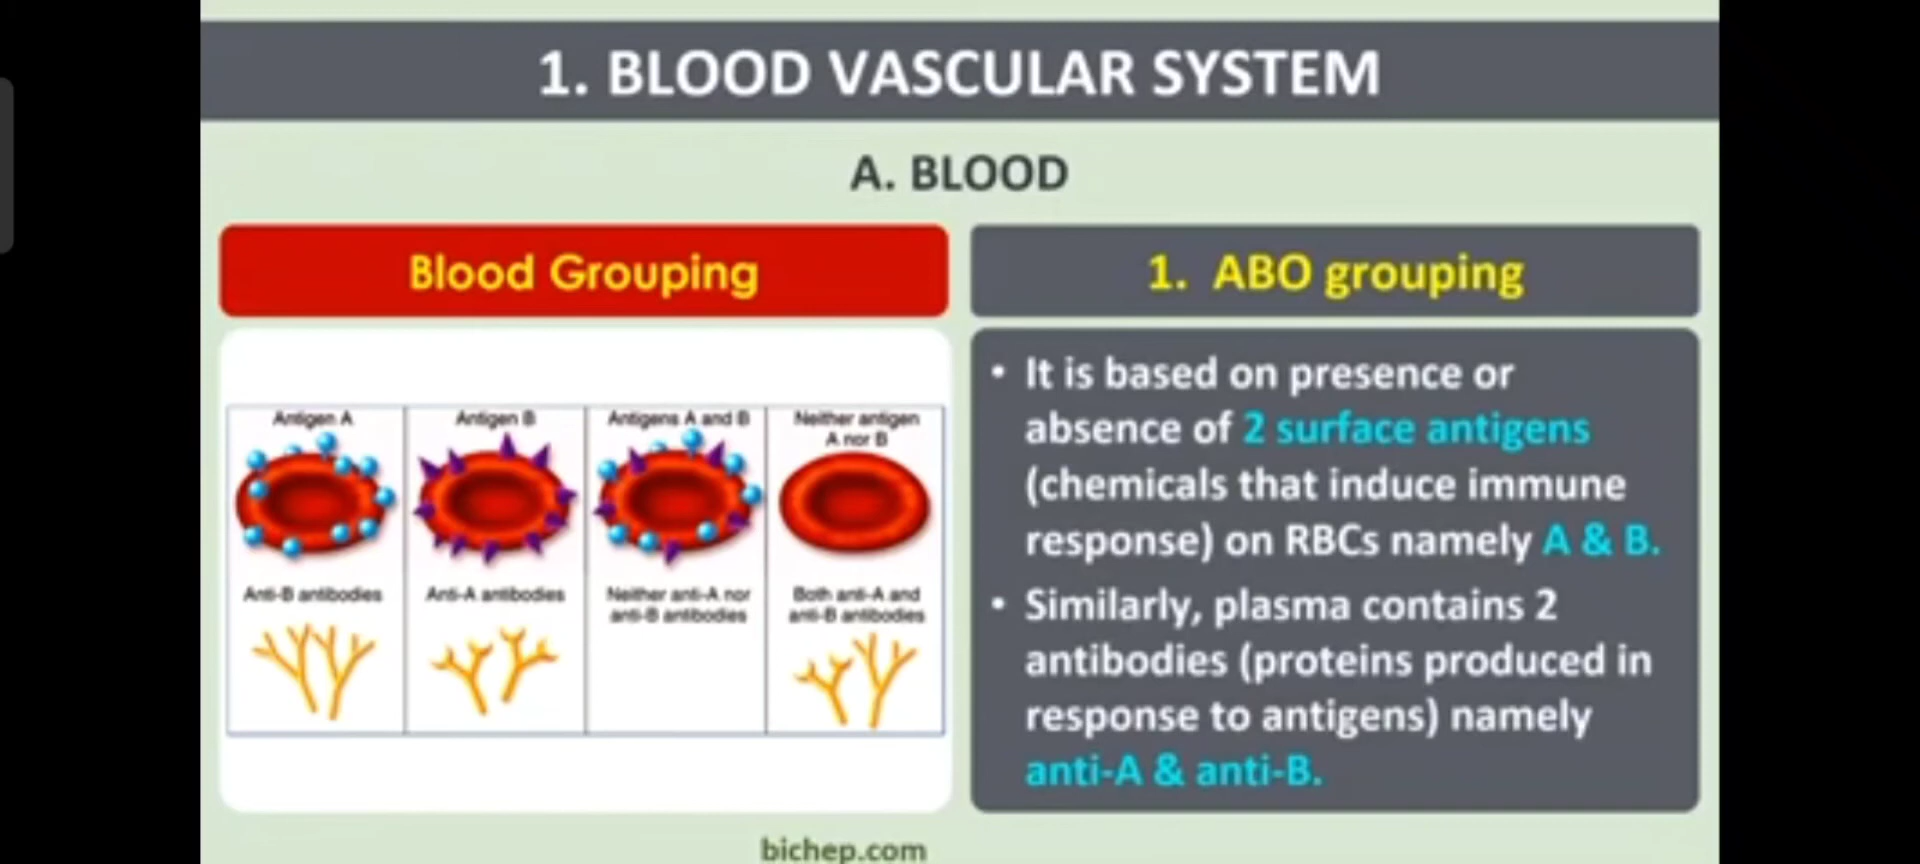 1. BLOOD VASCULAR SYSTEM
A. BLOOD
Blood Grouping
Antigen A
Antigen B
Antigens A and B
Neither antigen
A nor B
Anti-B antibodies
Anti-A antibodies
Neither anti-A nor
anti-B antibodies
Both anti-A and
anti-B antibodies
1. ABO grouping
• It is based on presence or
absence of 2 surface antigens
(chemicals that induce immune
response) on RBCs namely A & B.
• Similarly, plasma contains 2
antibodies (proteins produced in
response to antigens) namely
anti-A & anti-B.
bichep.com